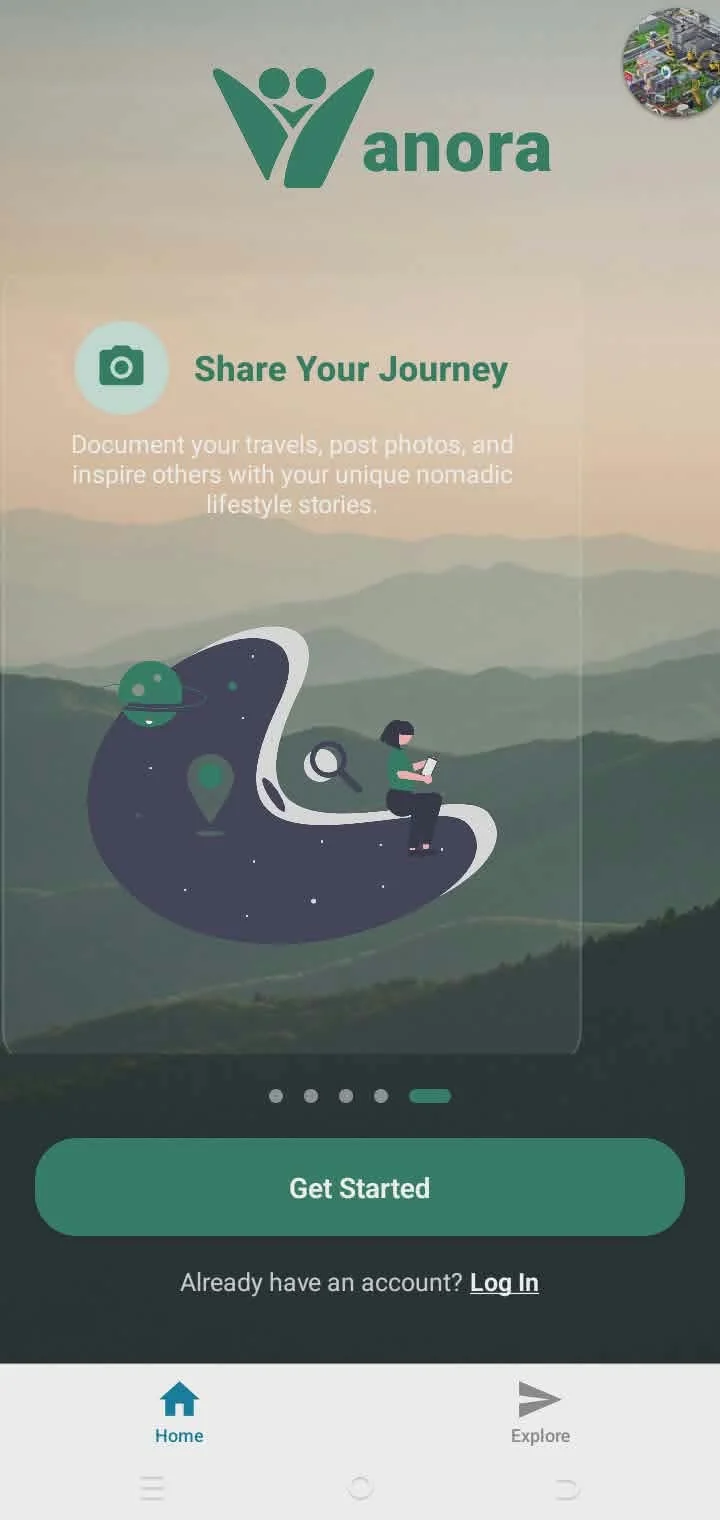 anora
Share Your Journey
Document your travels, post photos, and
inspire others with your unique nomadic
lifestyle stories.
Get Started
Already have an account? Log In
Home
Explore